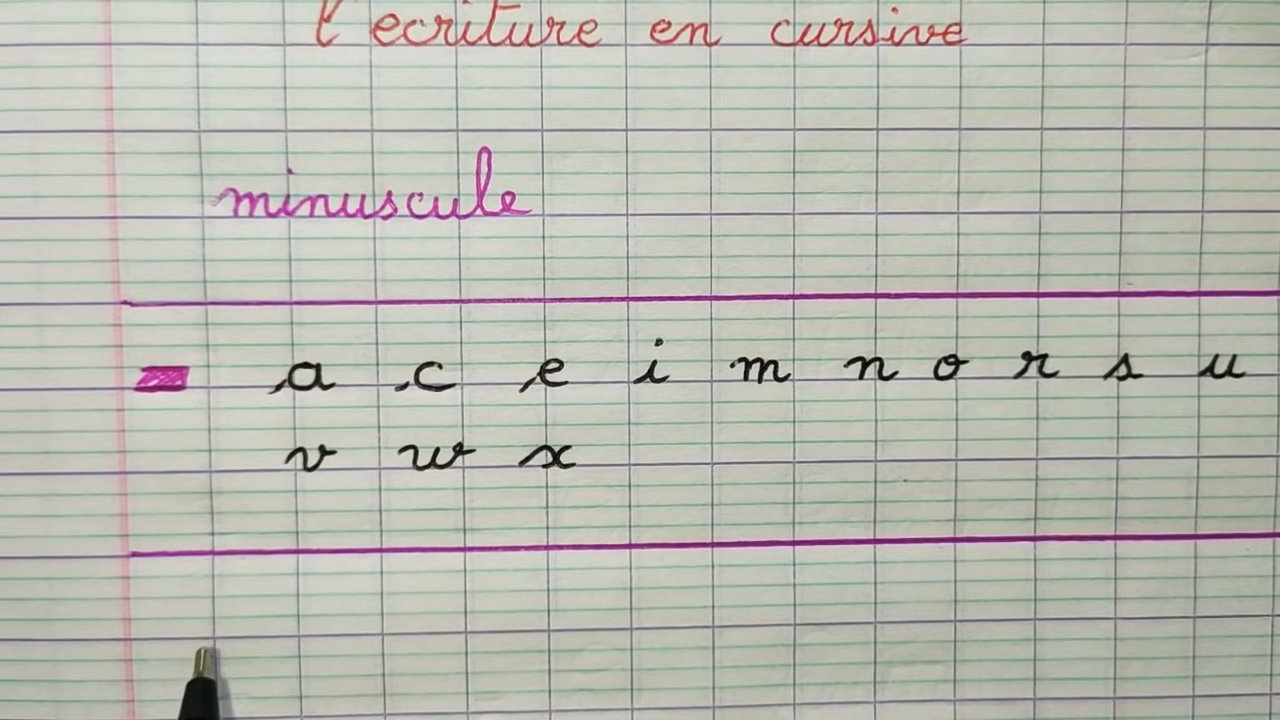 l'ecriture en cursive
minuscule
a c e i m n o r s u
v w x